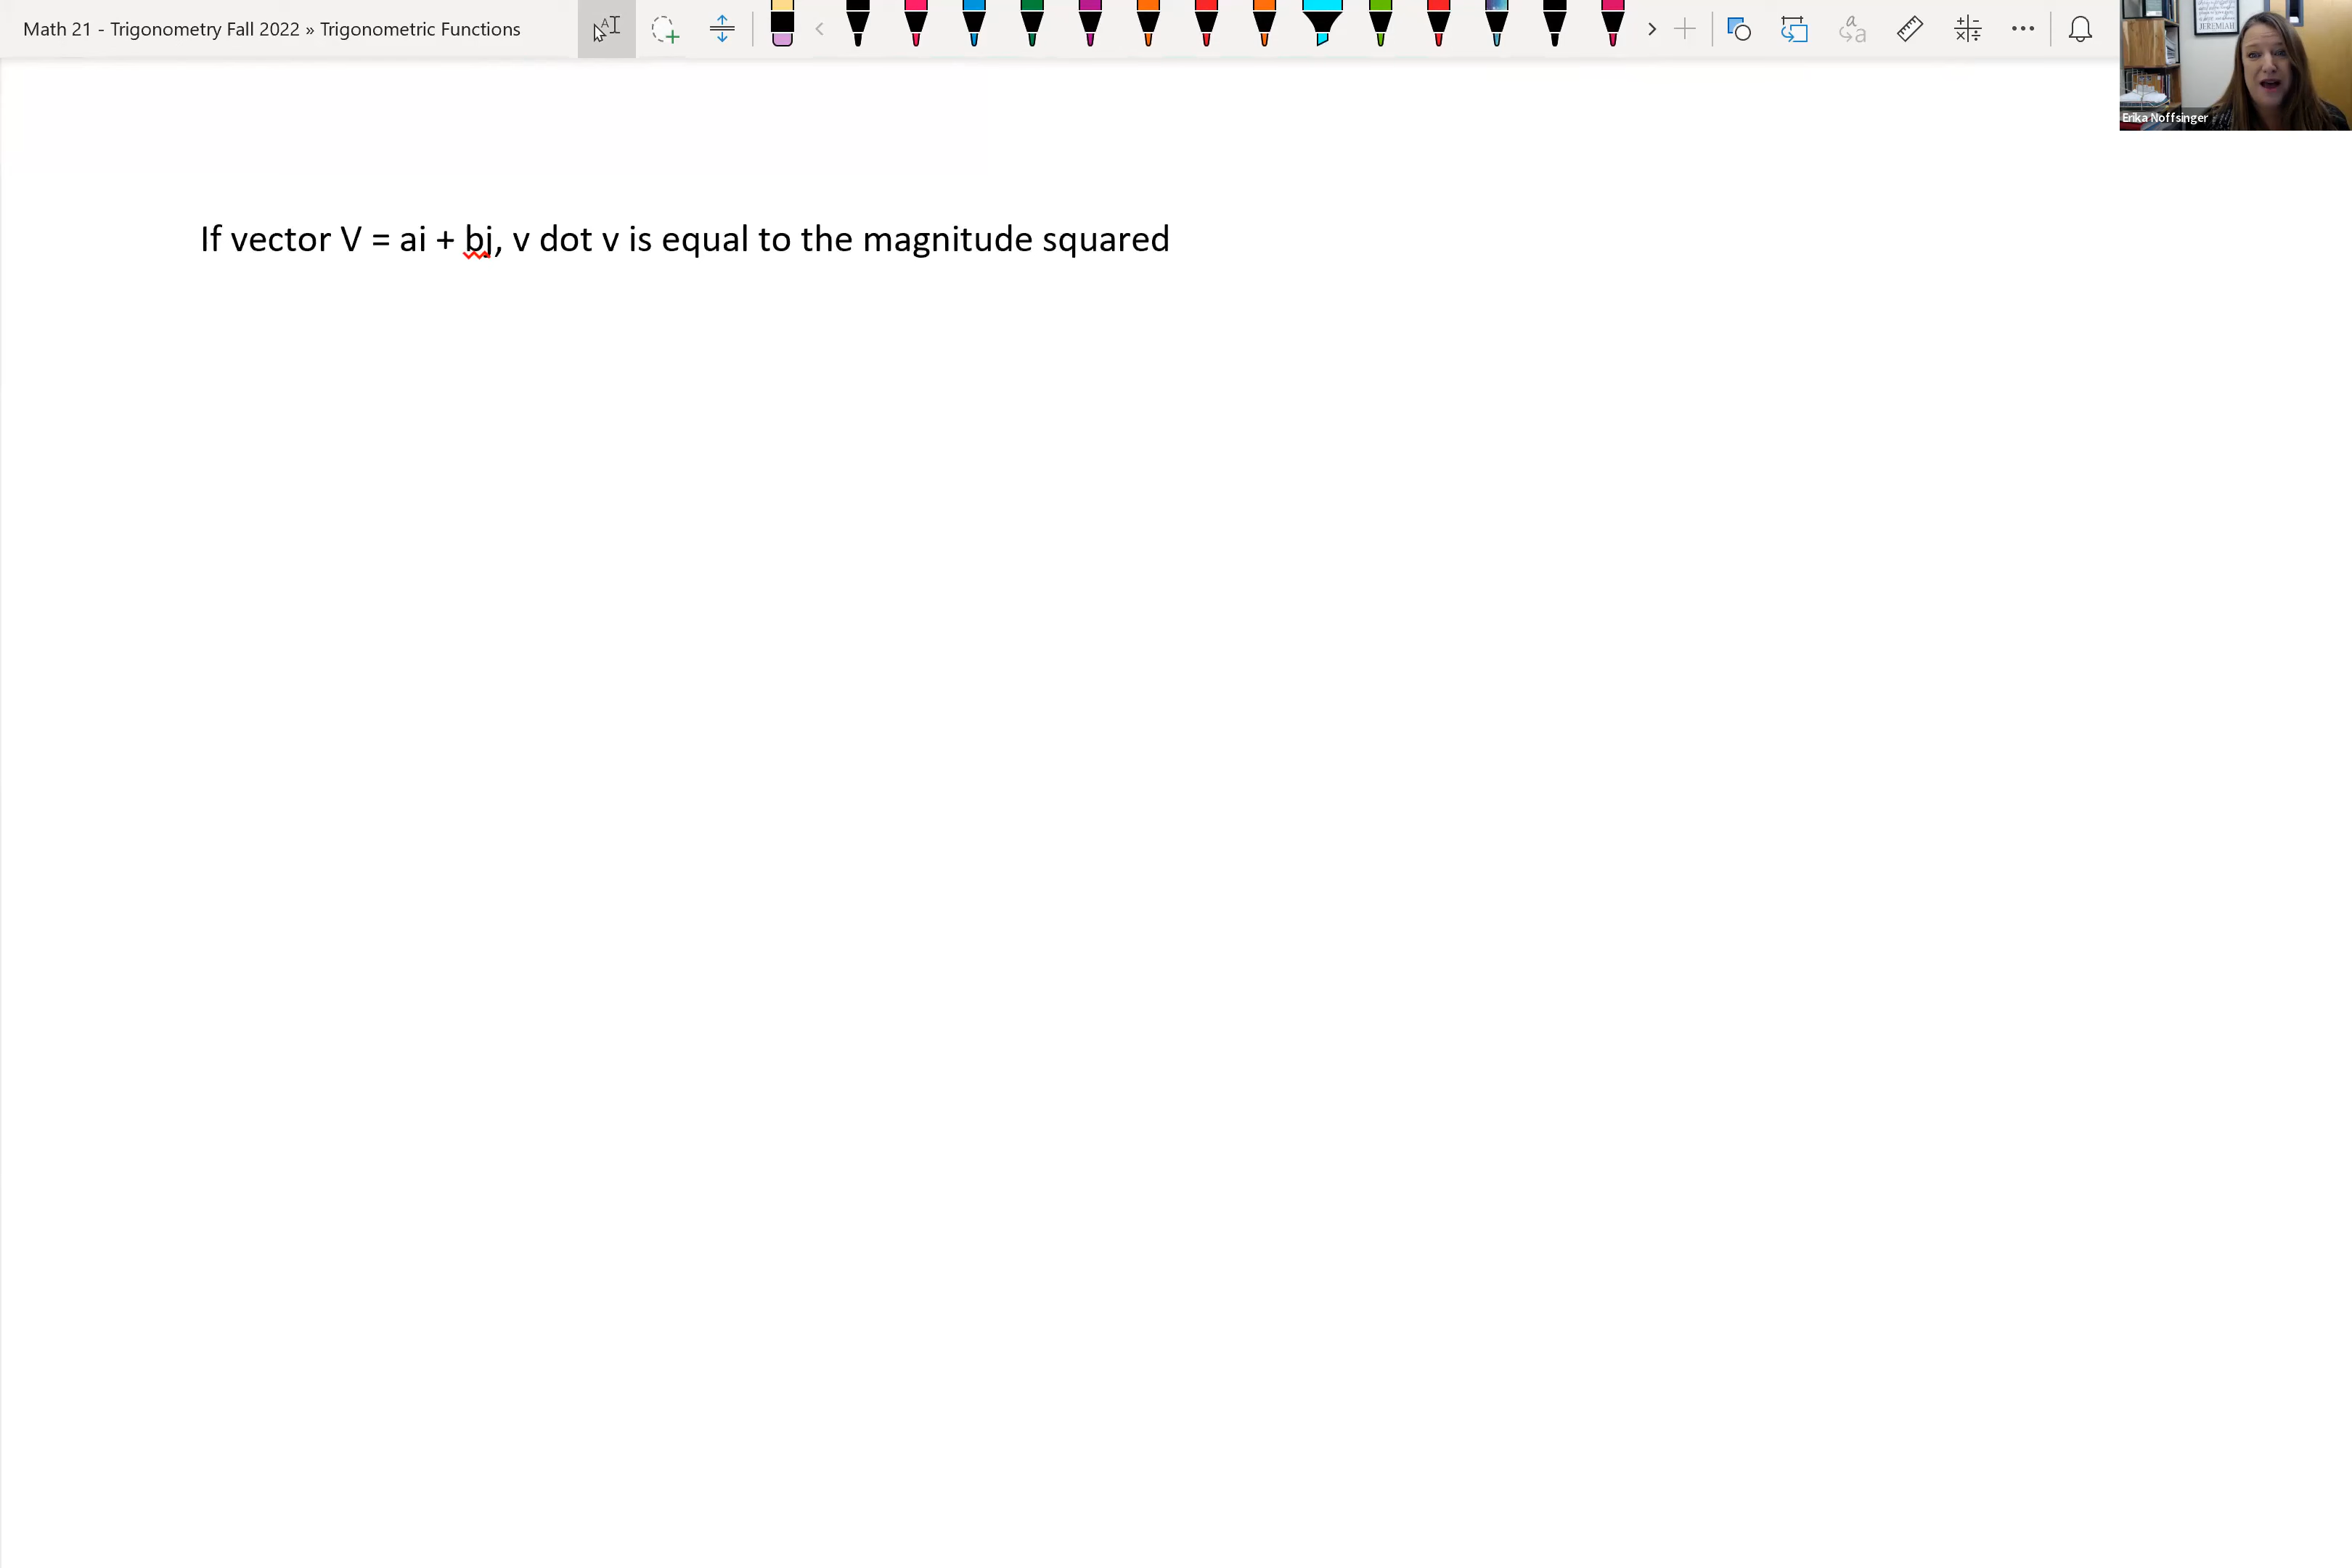 Math 21 - Trigonometry Fall 2022 » Trigonometric Functions
JEREMIAH
Erika Noffsinger
If vector V = ai + bj, v dot v is equal to the magnitude squared